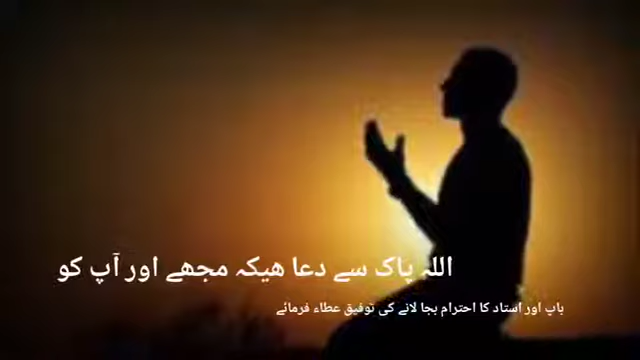 اللہ پاک سے دعا ھیکہ مجھے اور آپ کو
باپ اور استاد کا احترام بجا لانے کی توفیق عطاء فرمائے